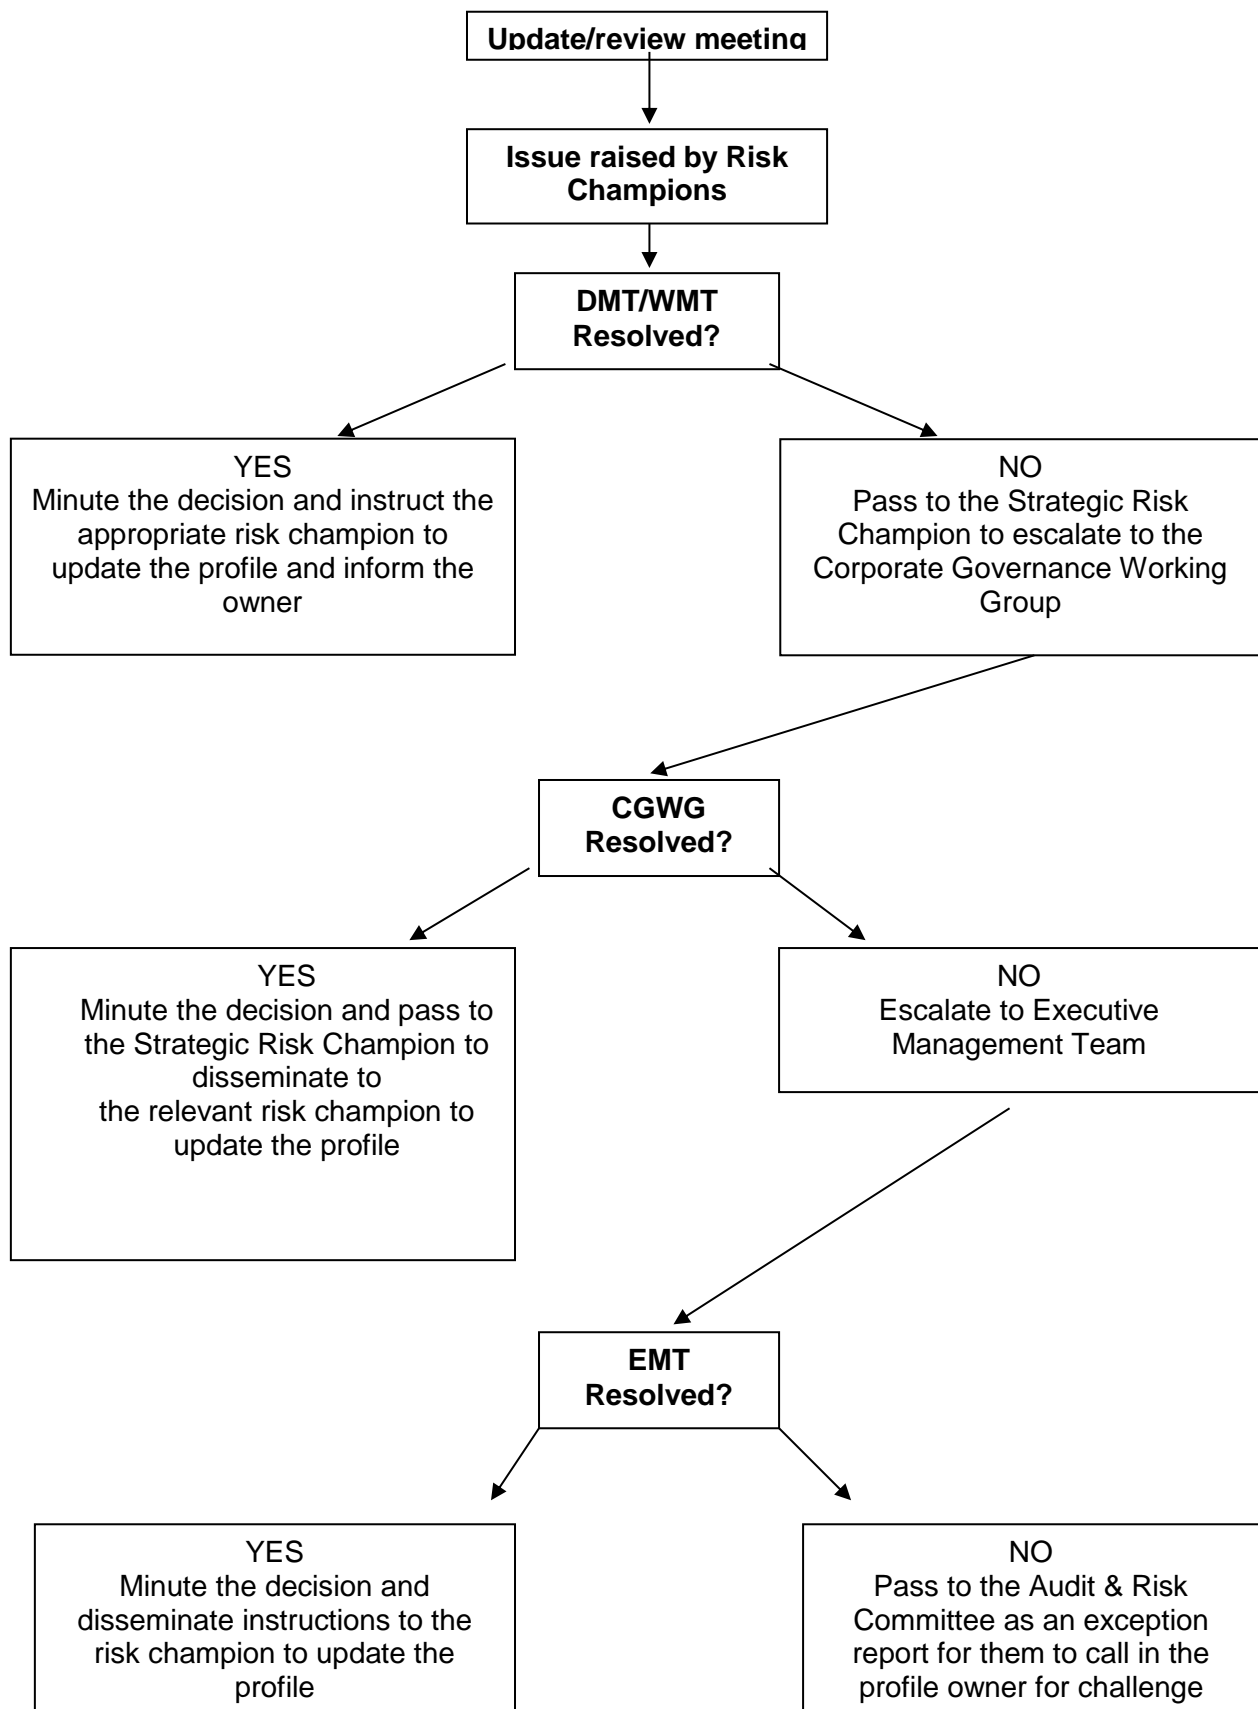 Update/review meeting
Issue raised by Risk
Champions
DMT/WMT
Resolved?
YES
Minute the decision and instruct the
appropriate risk champion to
update the profile and inform the
owner
NO
Pass to the Strategic Risk
Champion to escalate to the
Corporate Governance Working
Group
CGWG
Resolved?
YES
Minute the decision and pass to
the Strategic Risk Champion to
disseminate to
the relevant risk champion to
update the profile
NO
Escalate to Executive
Management Team
EMT
Resolved?
YES
Minute the decision and
disseminate instructions to the
risk champion to update the
profile
NO
Pass to the Audit & Risk
Committee as an exception
report for them to call in the
profile owner for challenge